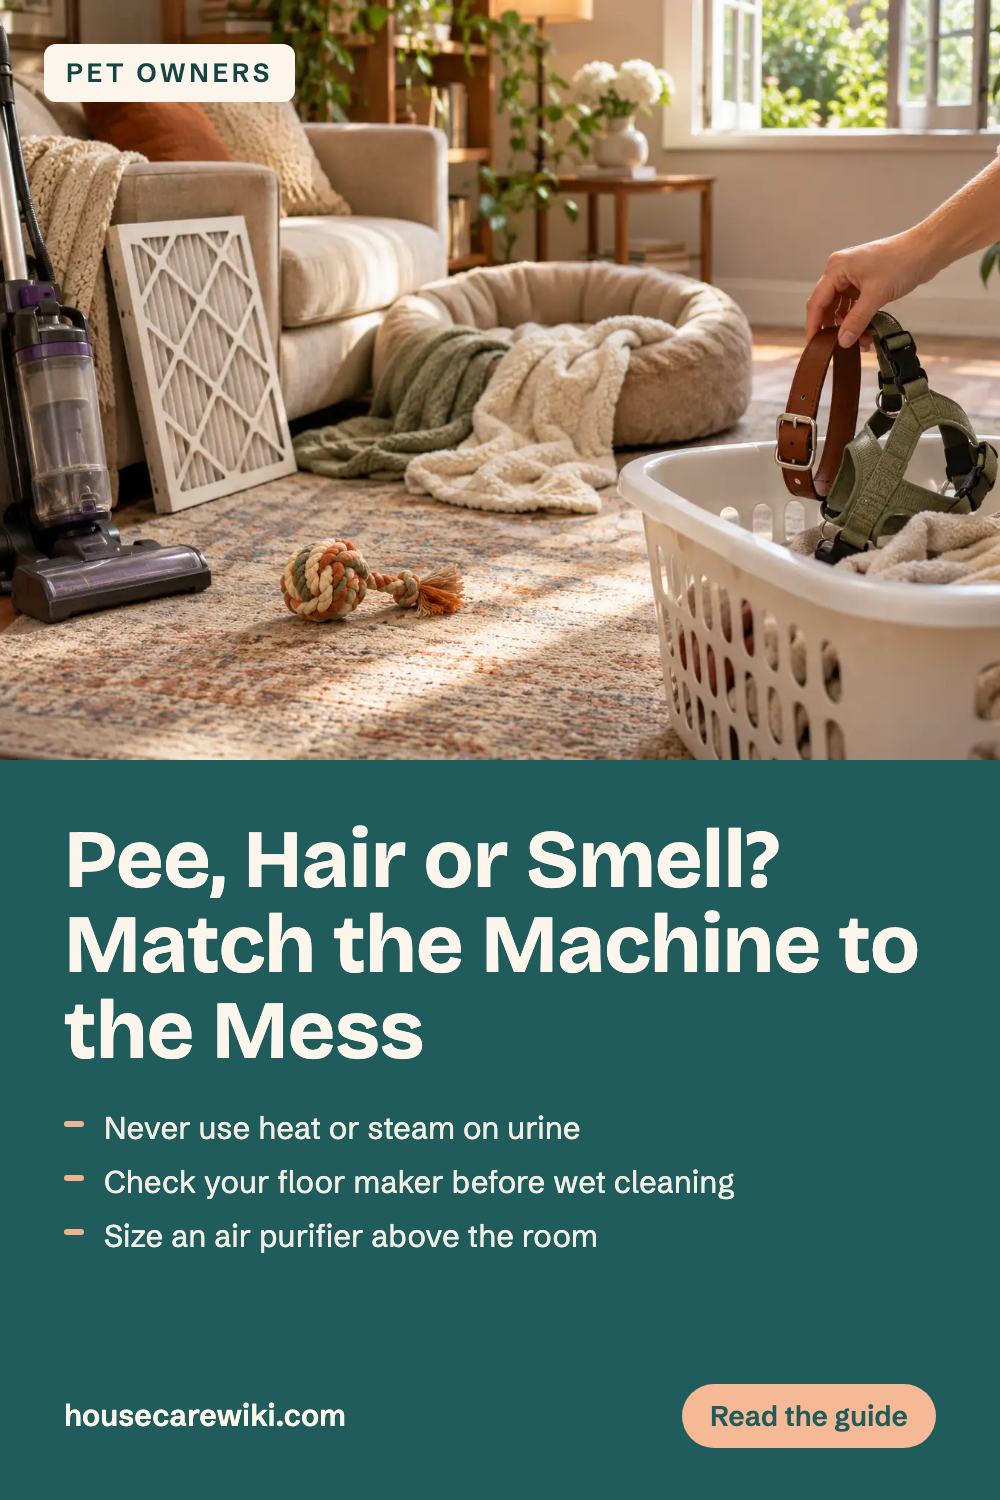 PET OWNERS
Pee, Hair or Smell?
Match the Machine to
the Mess
Never use heat or steam on urine
Check your floor maker before wet cleaning
Size an air purifier above the room
housecarewiki.com
Read the guide